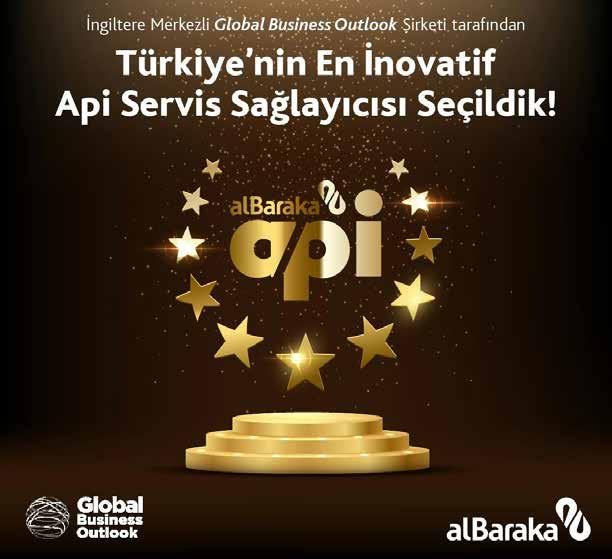 İngiltere Merkezli Global Business Outlook Şirketi tarafından
Türkiye'nin En İnovatif
Api Servis Sağlayıcısı Seçildik!
alBaraka
api
Global
Business
Outlook
alBaraka